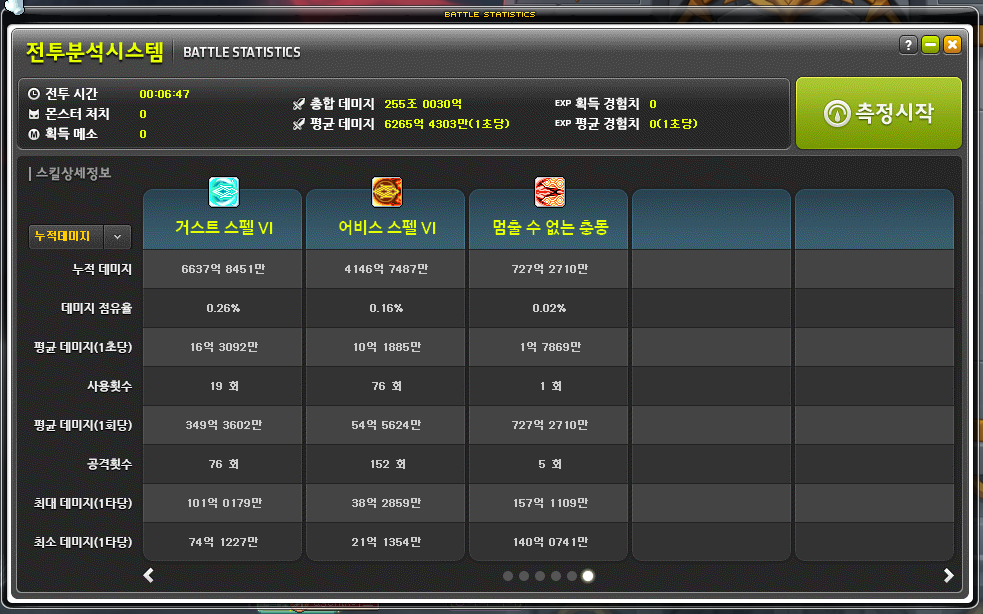 BATTLE STATISTICS
전투분석시스템 BATTLE STATISTICS ?
전투 시간 00:06:47
몬스터 처치 0
획득 메소 0
총합 데미지 255조 0030억
평균 데미지 6265억 4303만(1초당)
EXP 획득 경험치 0
EXP 평균 경험치 0(1초당)
측정시작
스킬상세정보
거스트 스펠 VI 어비스 스펠 VI 멈출 수 없는 충동
누적데미지
누적 데미지 6637억 8451만 4146억 7487만 727억 2710만
데미지 점유율 0.26% 0.16% 0.02%
평균 데미지(1초당) 16억 3092만 10억 1885만 1억 7869만
사용횟수 19 회 76 회 1 회
평균 데미지(1회당) 349억 3602만 54억 5624만 727억 2710만
공격횟수 76 회 152 회 5 회
최대 데미지(1타당) 101억 0179만 38억 2859만 157억 1109만
최소 데미지(1타당) 74억 1227만 21억 1354만 140억 0741만